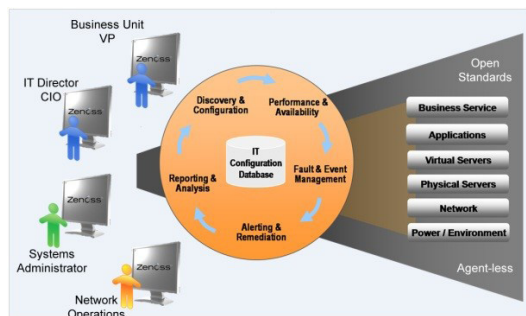 Business Unit
VP
Zenoss
IT Director
CIO
Zenoss
Zenoss
Systems
Administrator
Zenoss
Network
Operations
Discovery &
Configuration
Performance &
Availability
IT
Configuration
Database
Reporting &
Analysis
Fault & Event
Management
Alerting &
Remediation
Open
Standards
Business Service
Applications
Virtual Servers
Physical Servers
Network
Power / Environment
Agent-less